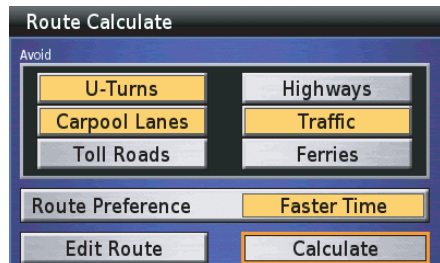 Route Calculate
Avoid
U-Turns Highways
Carpool Lanes Traffic
Toll Roads Ferries
Route Preference Faster Time
Edit Route Calculate